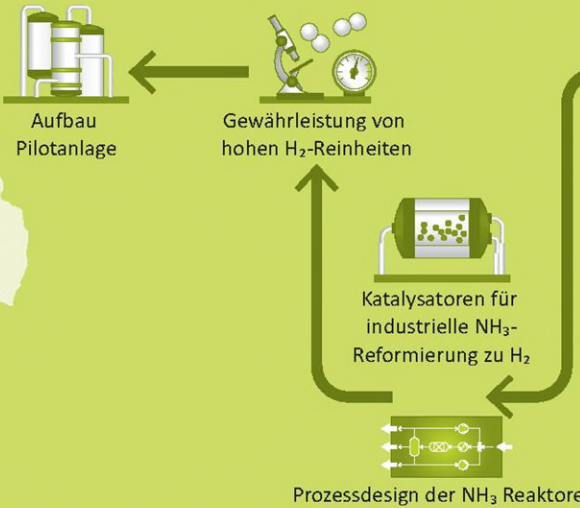 Aufbau
Pilotanlage
Gewährleistung von
hohen H₂-Reinheiten
Katalysatoren für
industrielle NH₃-
Reformierung zu H₂
Prozessdesign der NH₃ Reaktore